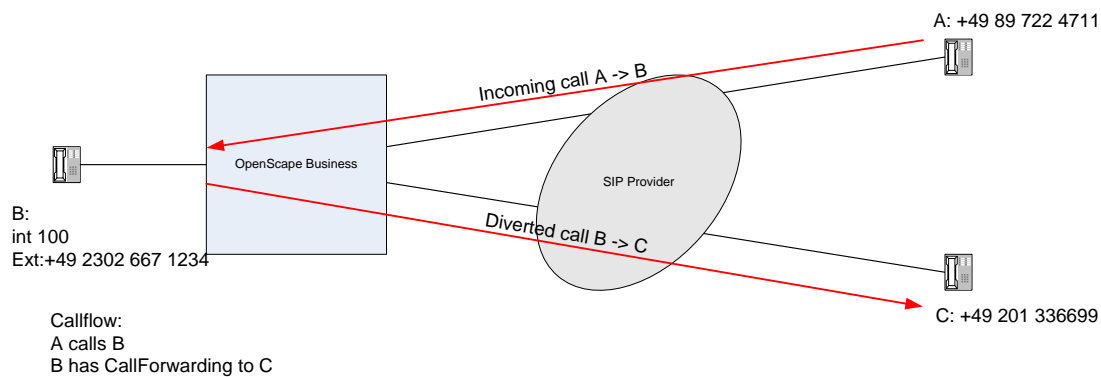 A: +49 89 722 4711
Incoming call A -> B
OpenScape Business
SIP Provider
B:
int 100
Ext:+49 2302 667 1234
Diverted call B -> C
C: +49 201 336699
Callflow:
A calls B
B has CallForwarding to C